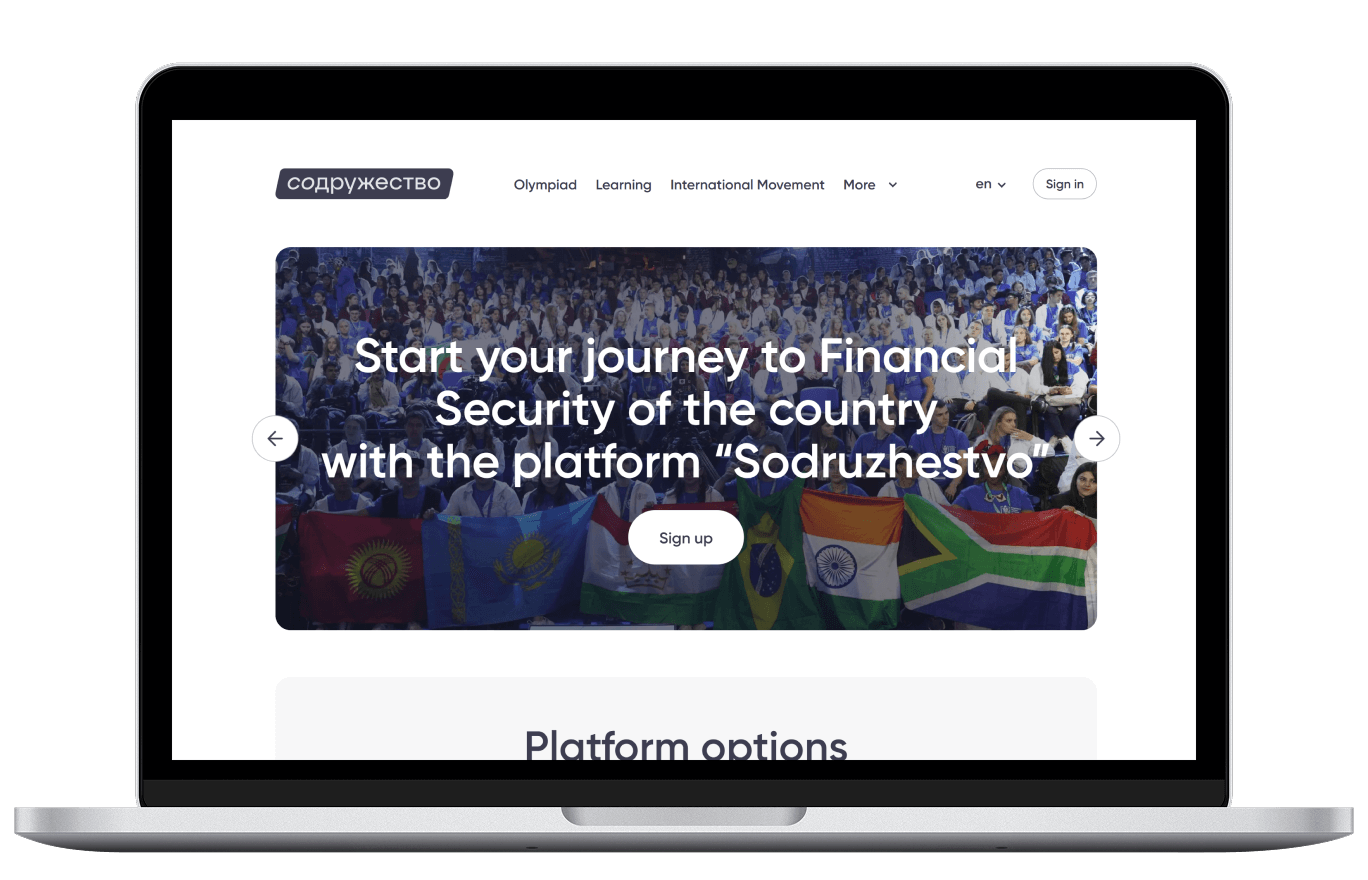 содружество
Olympiad
Learning
International Movement
More
en
Sign in
Start your journey to Financial
Security of the country
with the platform “Sodruzhestvo”
Sign up
Platform options